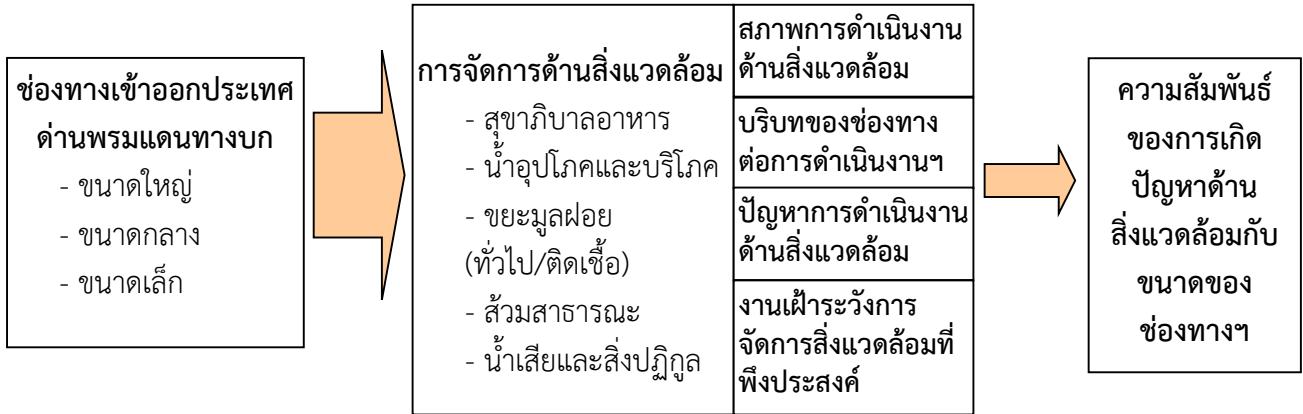 ช่องทางเข้าออกประเทศ
ด่านพรมแดนทางบก
- ขนาดใหญ่
- ขนาดกลาง
- ขนาดเล็ก
การจัดการด้านสิ่งแวดล้อม
- สุขาภิบาลอาหาร
- น้ำอุปโภคและบริโภค
- ขยะมูลฝอย
(ทั่วไป/ติดเชื้อ)
- ส้วมสาธารณะ
- น้ำเสียและสิ่งปฏิกูล
สภาพการดำเนินงาน
ด้านสิ่งแวดล้อม
บริบทของช่องทาง
ต่อการดำเนินงานฯ
ปัญหาการดำเนินงาน
ด้านสิ่งแวดล้อม
งานเฝ้าระวังการ
จัดการสิ่งแวดล้อมที่
พึงประสงค์
ความสัมพันธ์
ของการเกิด
ปัญหาด้าน
สิ่งแวดล้อมกับ
ขนาดของ
ช่องทางฯ